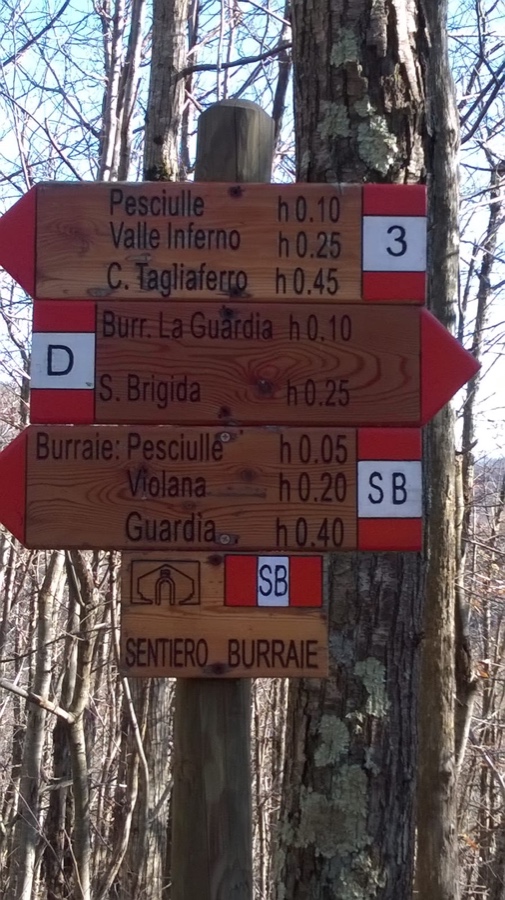 Pesciulle h 0.10
Valle Inferno h 0.25
C. Tagliaferro h 0.45
3
Burr. La Guardia h 0.10
D
S. Brigida h 0.25
Burraie: Pesciulle h 0.05
Violana h 0.20
Guardia h 0.40
SB
SB
SENTIERO BURRAIE